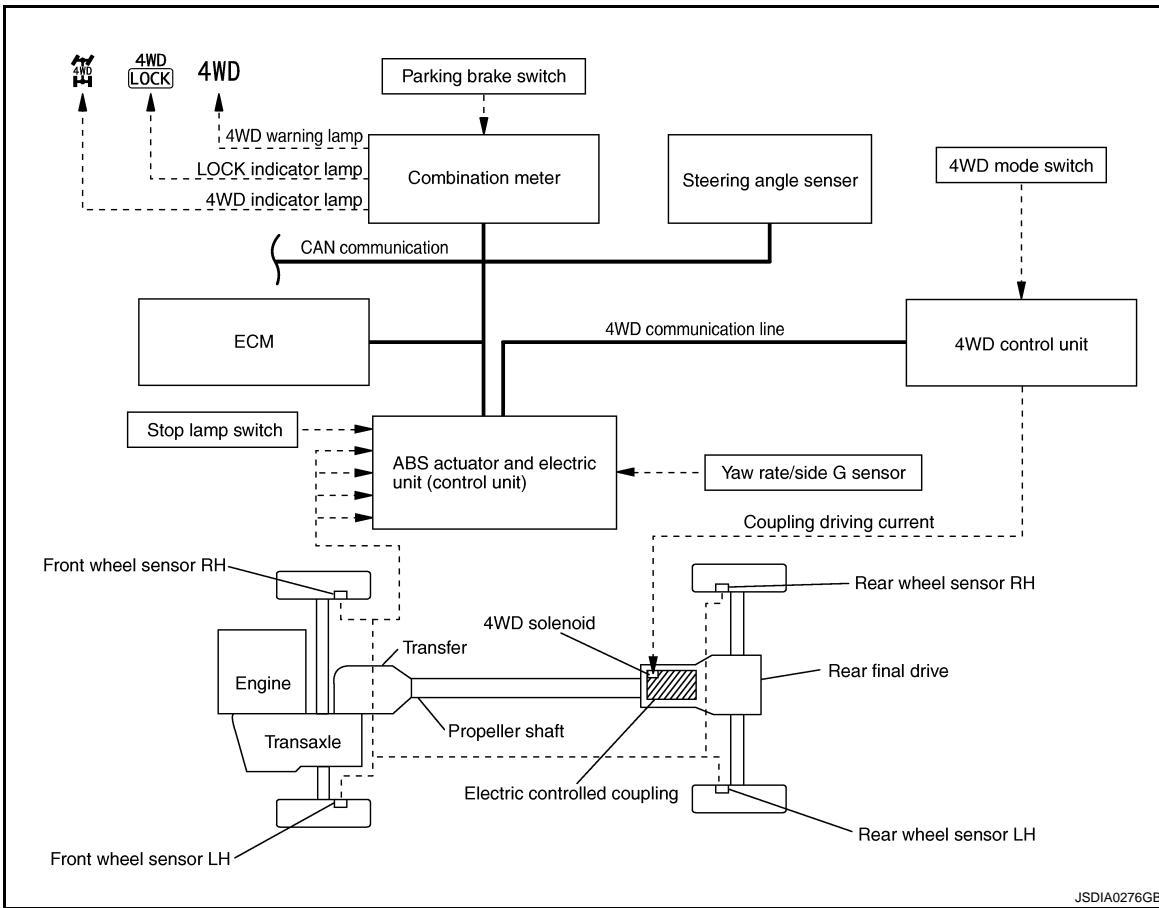 4WD
4WD
LOCK
4WD
Parking brake switch
4WD warning lamp
LOCK indicator lamp
4WD indicator lamp
Combination meter
Steering angle senser
4WD mode switch
CAN communication
ECM
4WD communication line
4WD control unit
Stop lamp switch
ABS actuator and electric
unit (control unit)
Yaw rate/side G sensor
Coupling driving current
Front wheel sensor RH
Rear wheel sensor RH
4WD solenoid
Transfer
Rear final drive
Engine
Propeller shaft
Transaxle
Electric controlled coupling
Rear wheel sensor LH
Front wheel sensor LH
JSDIA0276GB